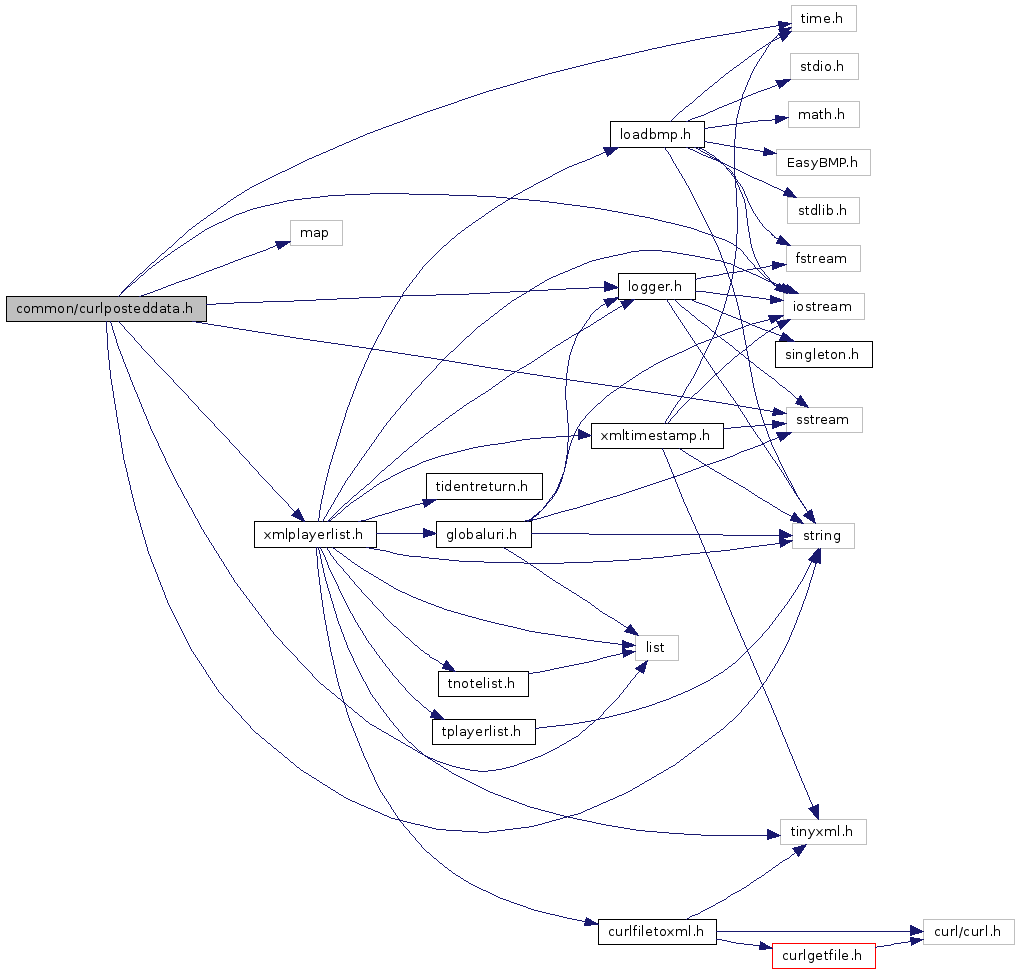 time.h
stdio.h
math.h
loadbmp.h
EasyBMP.h
stdlib.h
map
fstream
logger.h
common/curlposteddata.h
iostream
singleton.h
sstream
xmltimestamp.h
tidentreturn.h
xmlplayerlist.h
globaluri.h
string
list
tnotelist.h
tplayerlist.h
tinyxml.h
curlfiletoxml.h
curl/curl.h
curlgetfile.h